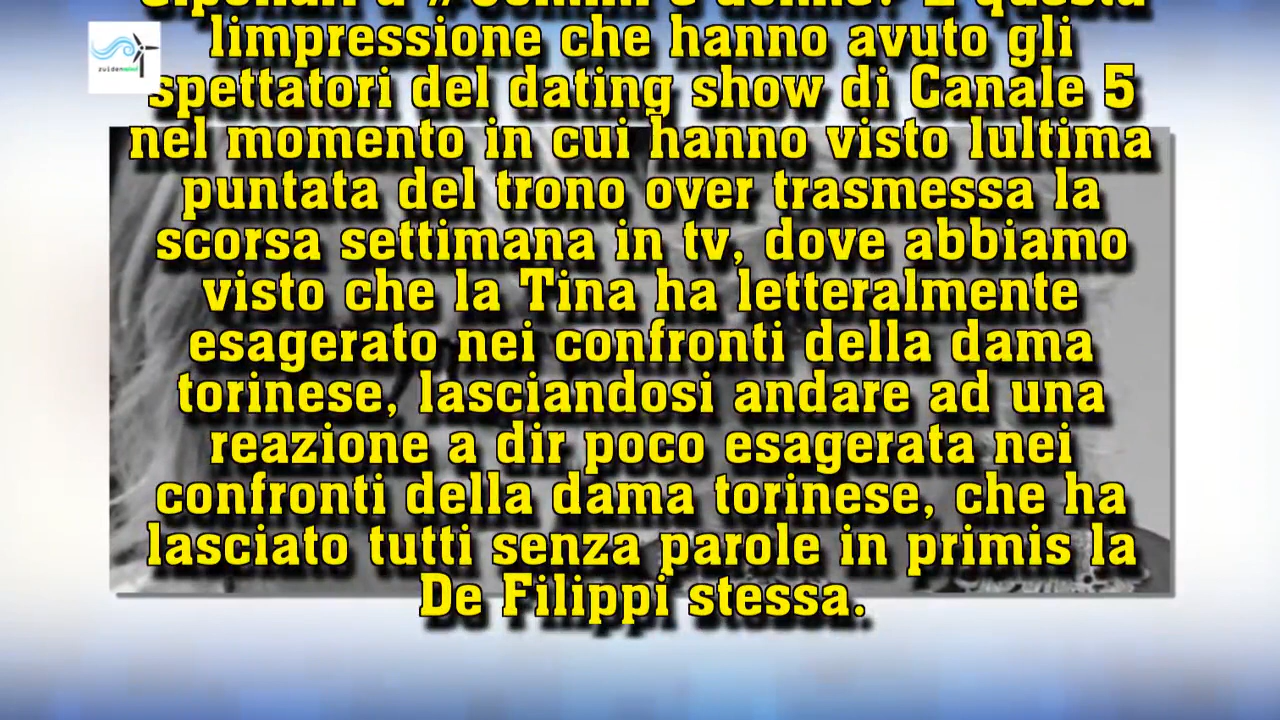 limpressione che hanno avuto gli
spettatori del dating show di Canale 5
nel momento in cui hanno visto lultima
puntata del trono over trasmessa la
scorsa settimana in tv, dove abbiamo
visto che la Tina ha letteralmente
esagerato nei confronti della dama
torinese, lasciandosi andare ad una
reazione a dir poco esagerata nei
confronti della dama torinese, che ha
lasciato tutti senza parole in primis la
De Filippi stessa.